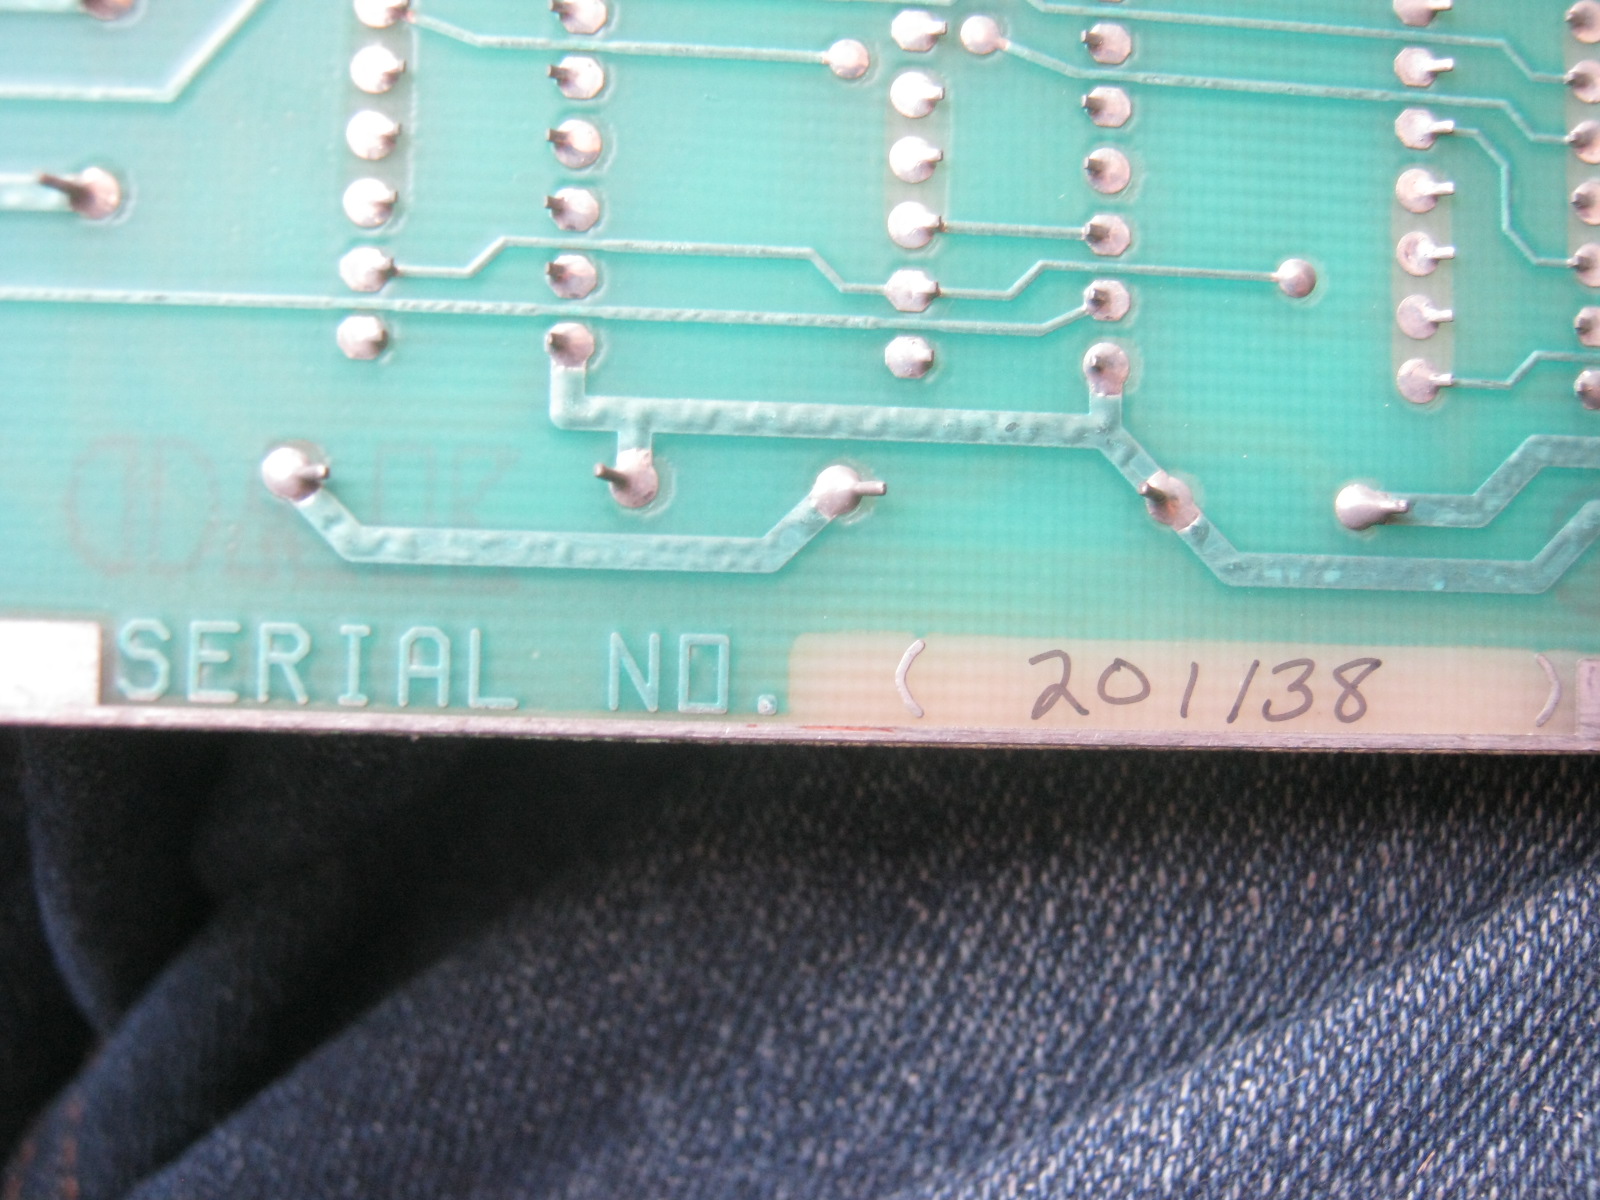 SERIAL NO. ( 201138 )